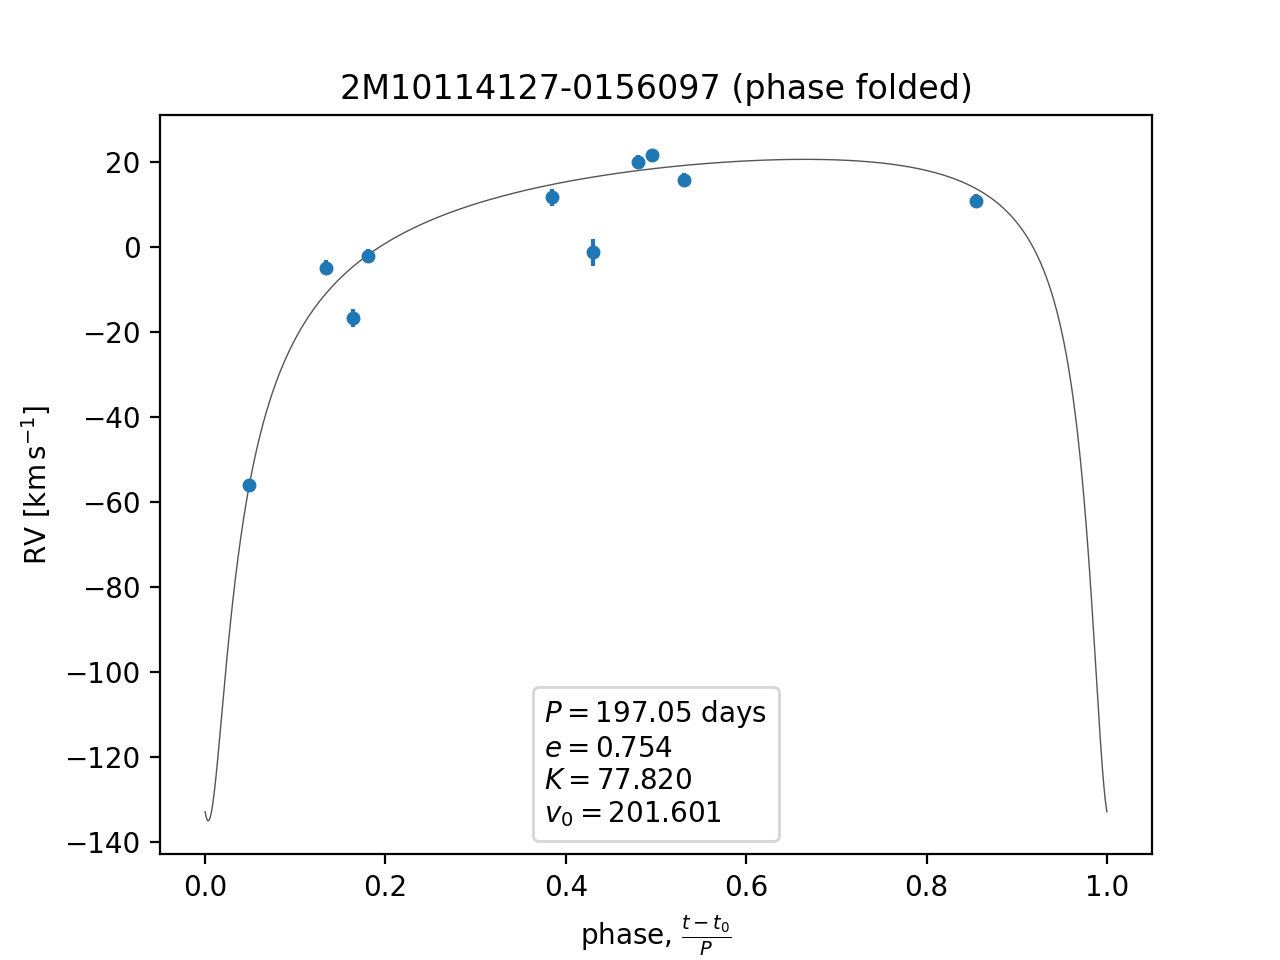 2M10114127-0156097 (phase folded)
RV [km s⁻¹]
20
0
−20
−40
−60
−80
−100
−120
−140
P = 197.05 days
e = 0.754
K = 77.820
v₀ = 201.601
0.0 0.2 0.4 0.6 0.8 1.0
phase, (t − t₀)/P